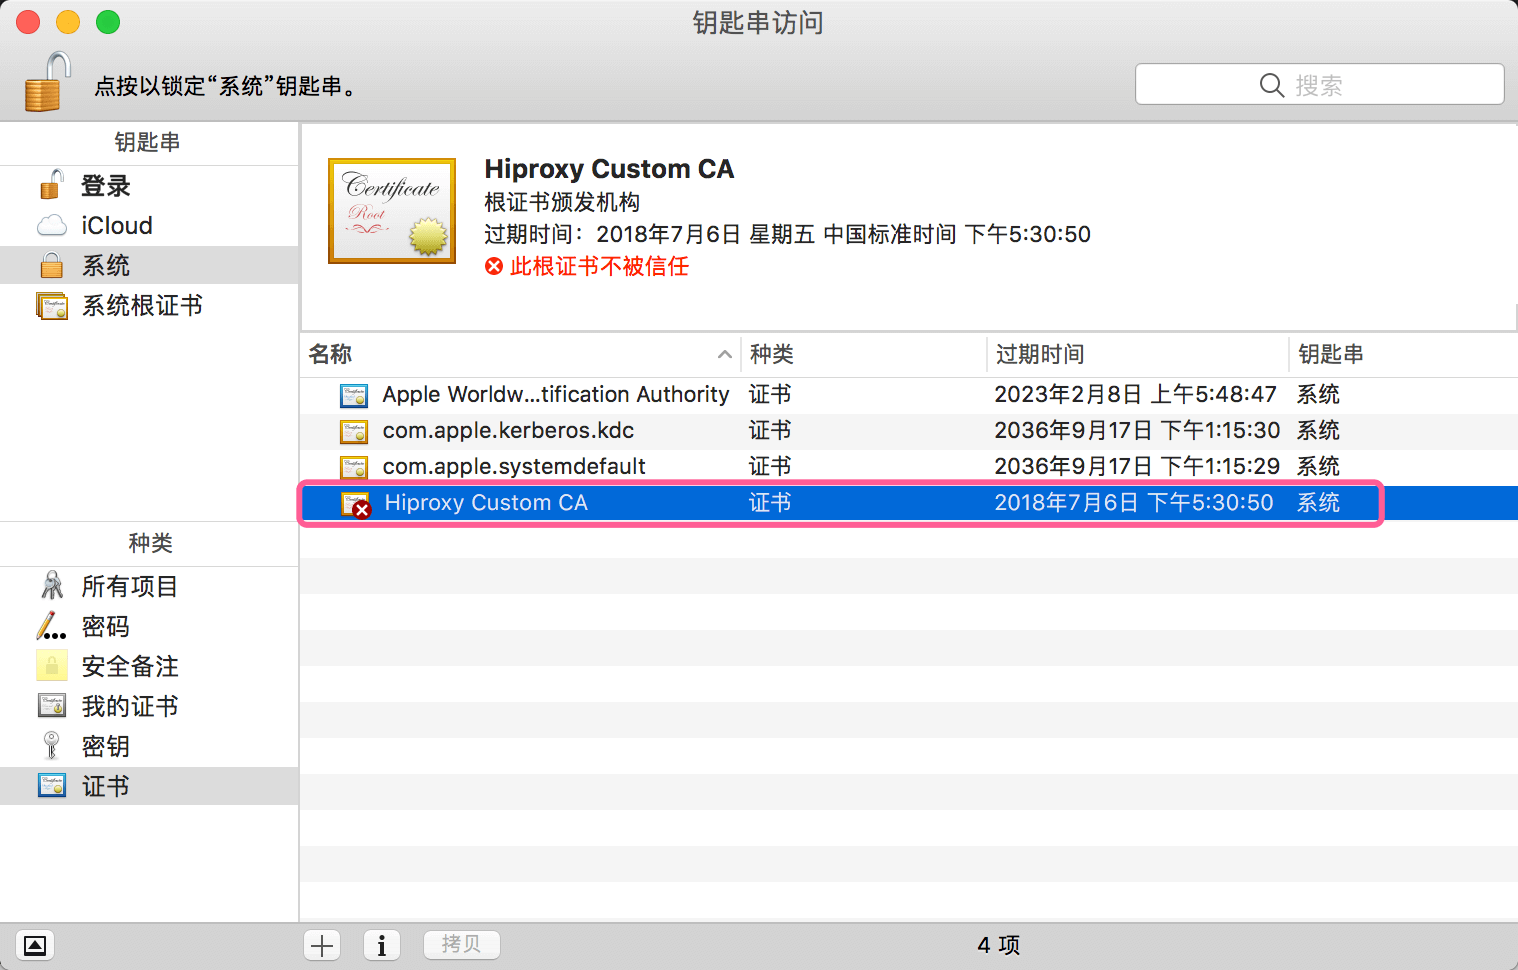 钥匙串访问
点按以锁定“系统”钥匙串。
搜索
钥匙串
登录
iCloud
系统
系统根证书
Certificate
Root
Hiproxy Custom CA
根证书颁发机构
过期时间：2018年7月6日 星期五 中国标准时间 下午5:30:50
此根证书不被信任
名称 种类 过期时间 钥匙串
Apple Worldw...tification Authority 证书 2023年2月8日 上午5:48:47 系统
com.apple.kerberos.kdc 证书 2036年9月17日 下午1:15:30 系统
com.apple.systemdefault 证书 2036年9月17日 下午1:15:29 系统
Hiproxy Custom CA 证书 2018年7月6日 下午5:30:50 系统
种类
所有项目
密码
安全备注
我的证书
密钥
证书
拷贝
4 项